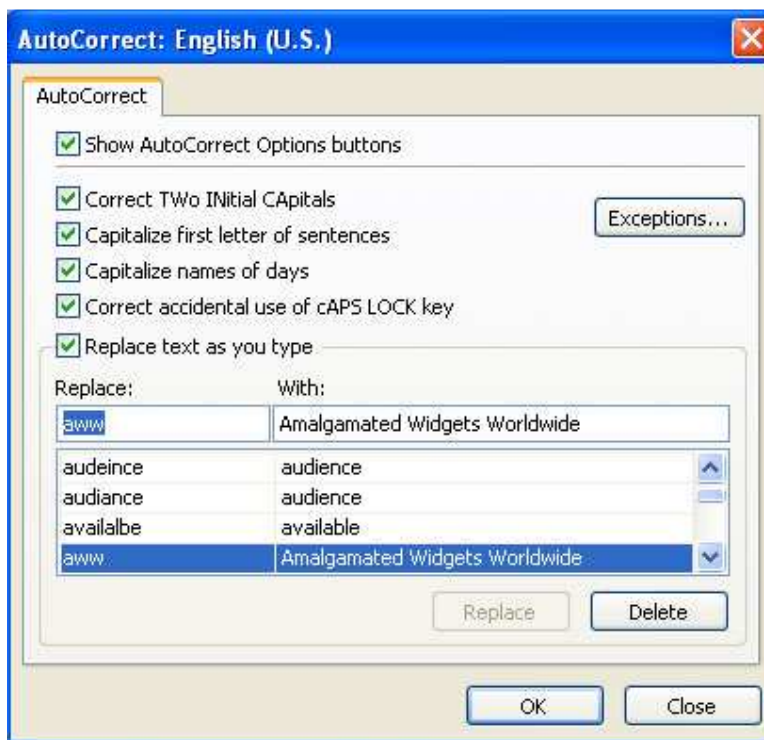 AutoCorrect: English (U.S.)
AutoCorrect
Show AutoCorrect Options buttons
Correct TWo INitial CApitals
Exceptions...
Capitalize first letter of sentences
Capitalize names of days
Correct accidental use of cAPS LOCK key
Replace text as you type
Replace: With:
aww Amalgamated Widgets Worldwide
audeince audience
audiance audience
availalbe available
aww Amalgamated Widgets Worldwide
Replace Delete
OK Close